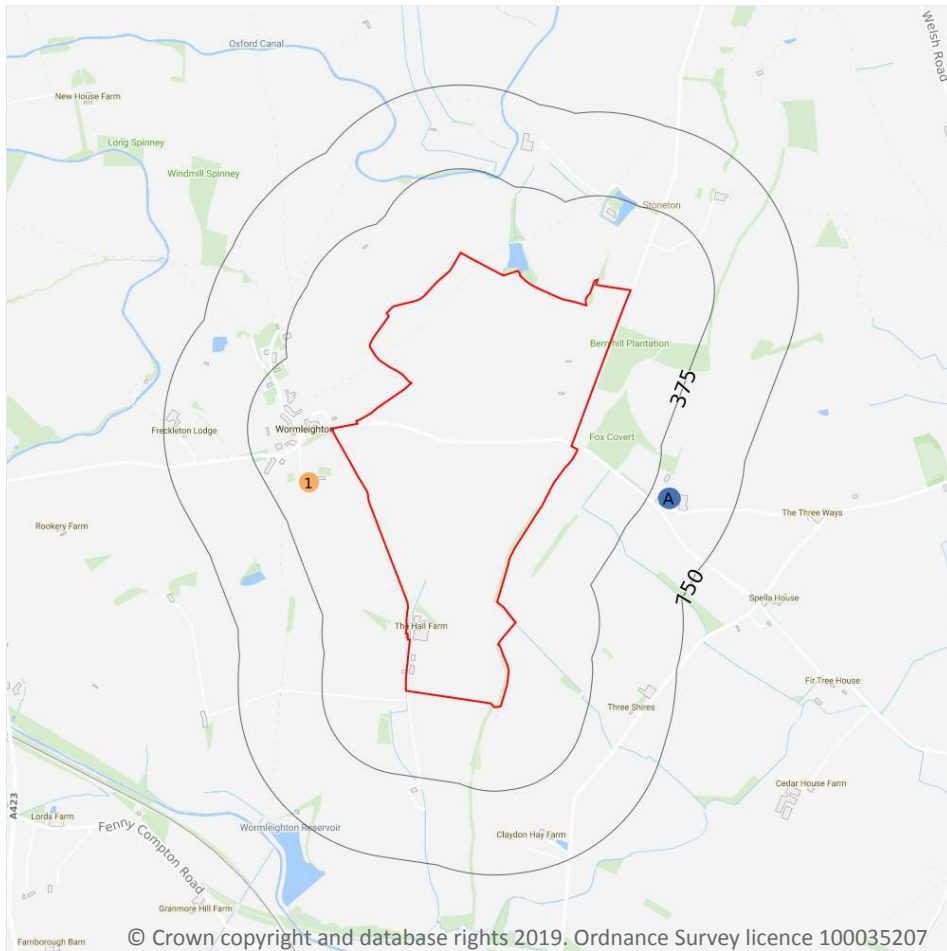 Welsh Road
Oxford Canal
New House Farm
Long Spinney
Windmill Spinney
Stoneton
Berryhill Plantation
375
Wormleighton
Freckleton Lodge
Fox Covert
1
A
The Three Ways
Rookery Farm
750
Spella House
The Hall Farm
Fir Tree House
Three Shires
Cedar House Farm
A423
Lords Farm
Fenny Compton Road
Wormleighton Reservoir
Claydon Hay Farm
Granmore Hill Farm
Farnborough Barn
© Crown copyright and database rights 2019. Ordnance Survey licence 100035207